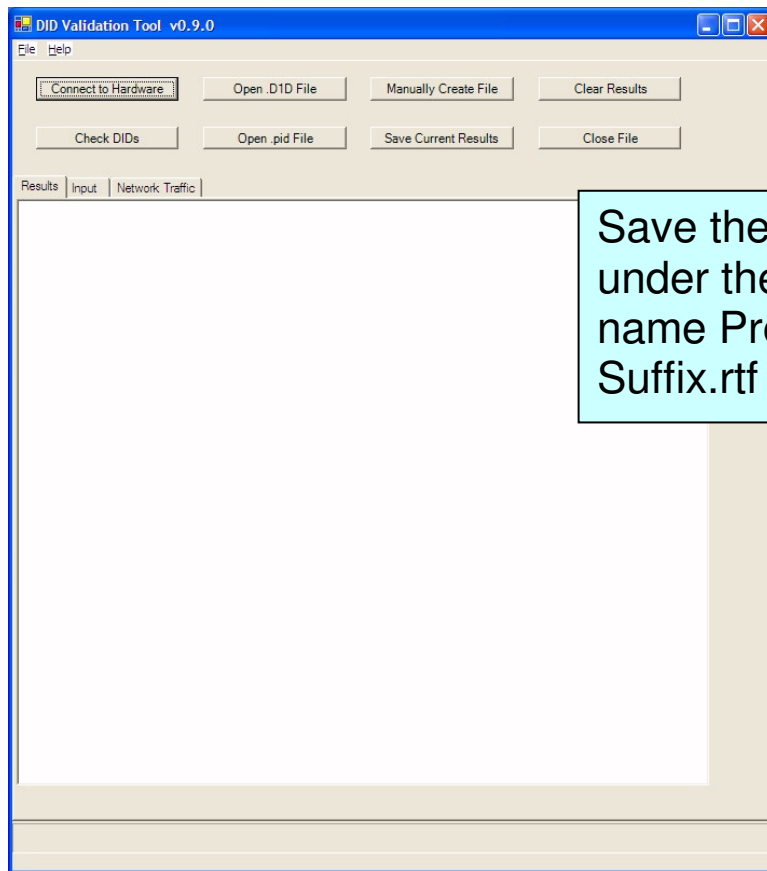 DID Validation Tool v0.9.0
File Help
Connect to Hardware Open .D1D File Manually Create File Clear Results
Check DIDs Open .pid File Save Current Results Close File
Results Input Network Traffic
Save the
under the
name Pre
Suffix.rtf